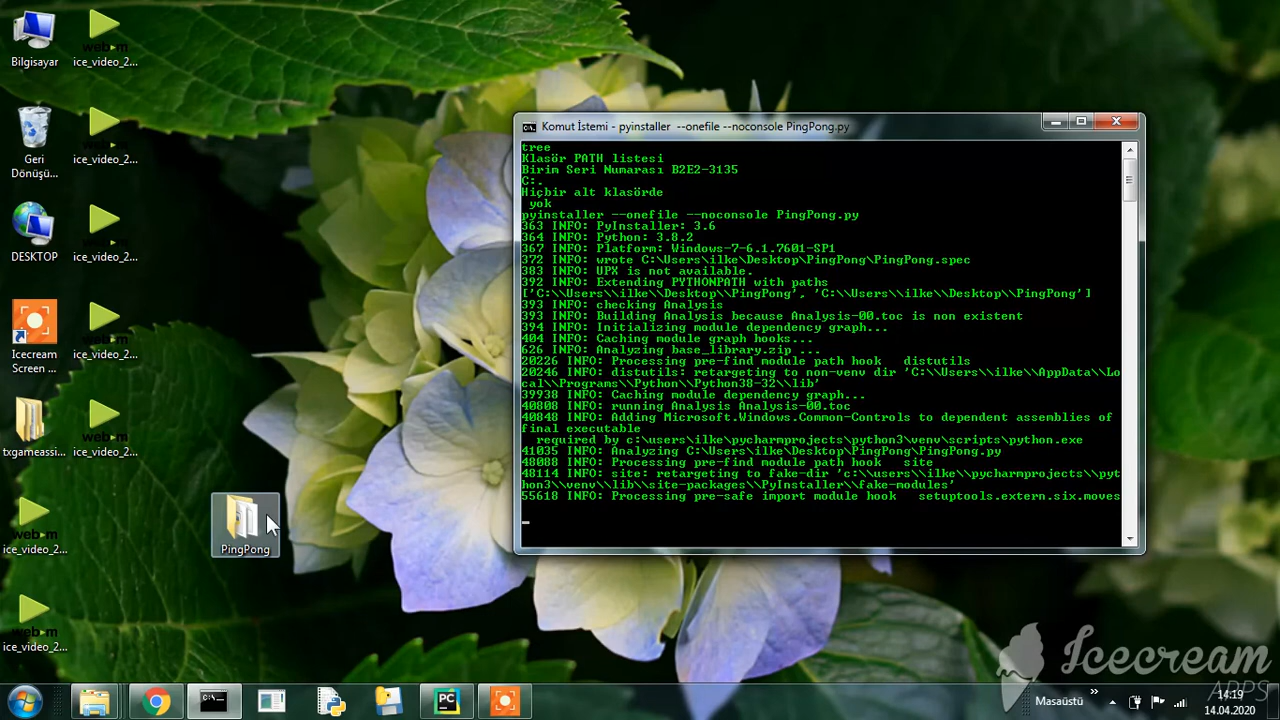 Bilgisayar
ice_video_2...
Geri
Dönüşü...
ice_video_2...
DESKTOP
ice_video_2...
Icecream
Screen ...
ice_video_2...
txgameassi...
ice_video_2...
ice_video_2...
ice_video_2...
PingPong
Komut İstemi - pyinstaller  --onefile --noconsole PingPong.py
tree
Klasör PATH listesi
Birim Seri Numarası B2E2-3135
C:.
Hiçbir alt klasörde
yok
pyinstaller --onefile --noconsole PingPong.py
363 INFO: PyInstaller: 3.6
364 INFO: Python: 3.8.2
367 INFO: Platform: Windows-7-6.1.7601-SP1
372 INFO: wrote C:\Users\ilke\Desktop\PingPong\PingPong.spec
383 INFO: UPX is not available.
392 INFO: Extending PYTHONPATH with paths
['C:\\Users\\ilke\\Desktop\\PingPong', 'C:\\Users\\ilke\\Desktop\\PingPong']
393 INFO: checking Analysis
393 INFO: Building Analysis because Analysis-00.toc is non existent
394 INFO: Initializing module dependency graph...
404 INFO: Caching module graph hooks...
626 INFO: Analyzing base_library.zip ...
20226 INFO: Processing pre-find module path hook   distutils
20246 INFO: distutils: retargeting to non-venv dir 'C:\\Users\\ilke\\AppData\\Lo
cal\\Programs\\Python\\Python38-32\\lib'
39938 INFO: Caching module dependency graph...
40808 INFO: running Analysis Analysis-00.toc
40848 INFO: Adding Microsoft.Windows.Common-Controls to dependent assemblies of
final executable
required by c:\users\ilke\pycharmprojects\python3\venv\scripts\python.exe
41035 INFO: Analyzing C:\Users\ilke\Desktop\PingPong\PingPong.py
48088 INFO: Processing pre-find module path hook   site
48114 INFO: site: retargeting to fake-dir 'c:\\users\\ilke\\pycharmprojects\\pyt
hon3\\venv\\lib\\site-packages\\PyInstaller\\fake-modules'
55618 INFO: Processing pre-safe import module hook   setuptools.extern.six.moves
Icecream
APPS
PC
Masaüstü
14:19
14.04.2020